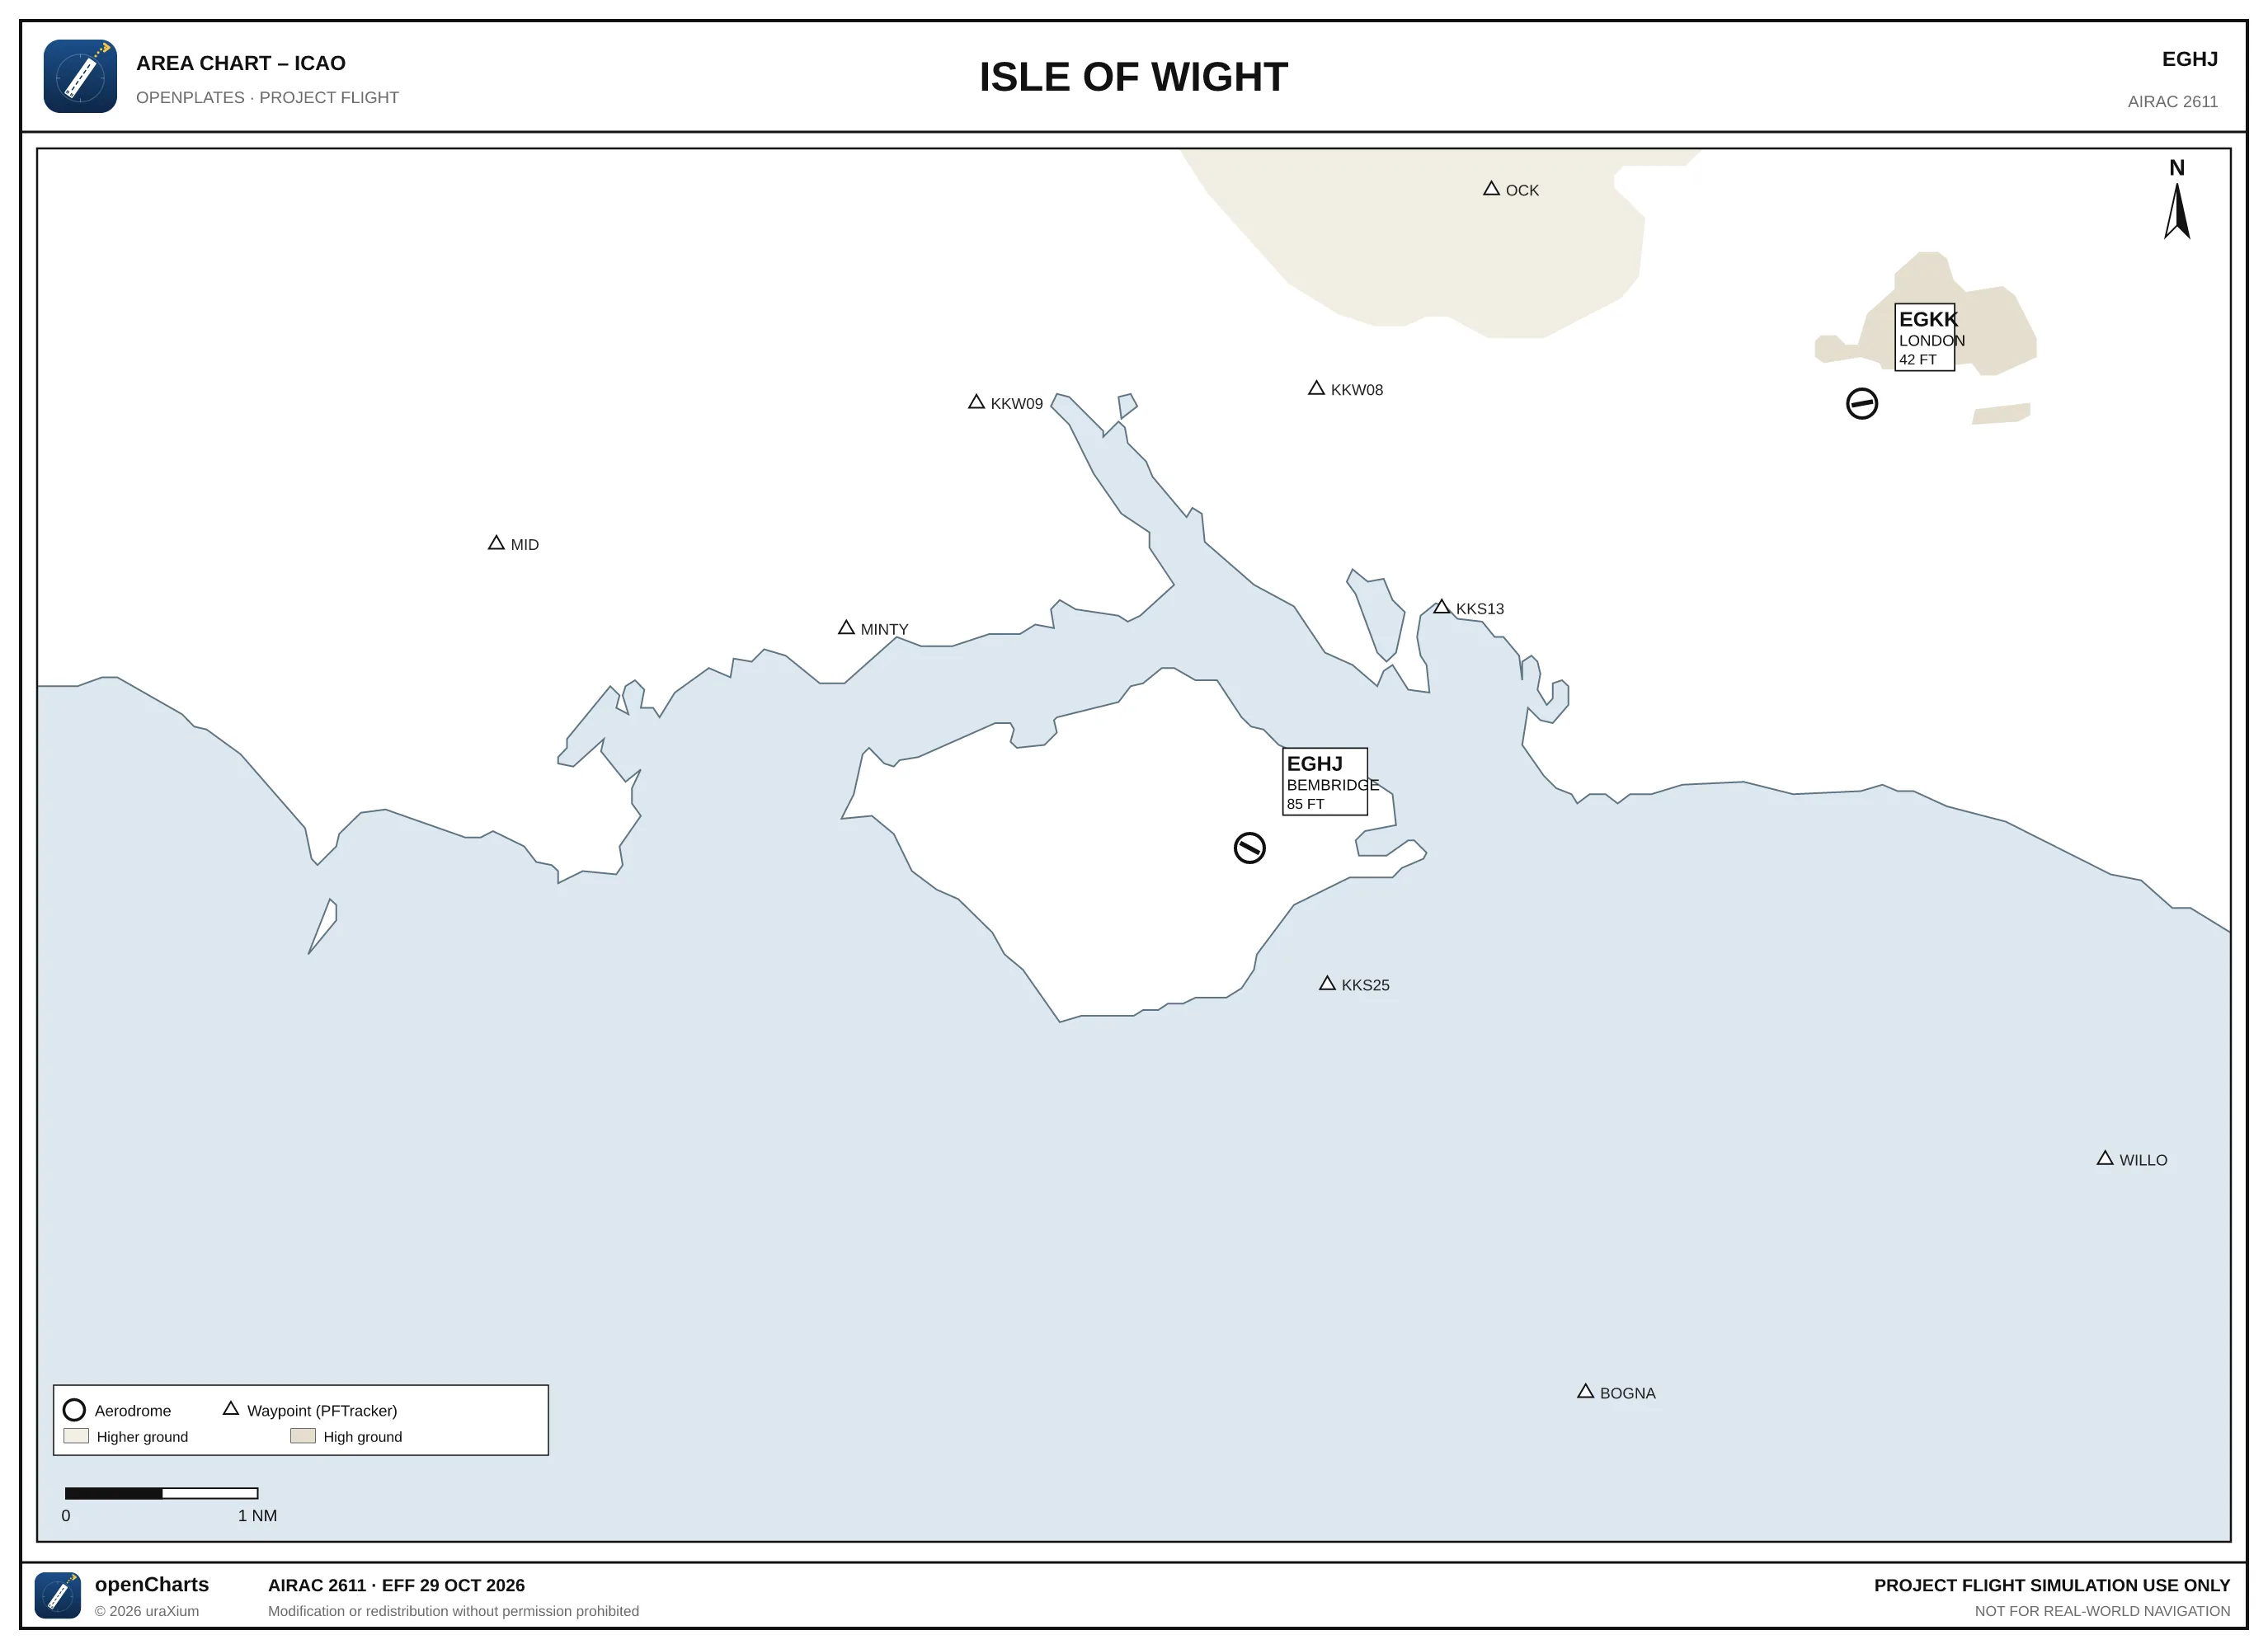 AREA CHART – ICAO
OPENPLATES · PROJECT FLIGHT
ISLE OF WIGHT
EGHJ
AIRAC 2611
N
OCK
EGKK
LONDON
42 FT
KKW09
KKW08
MID
MINTY
KKS13
EGHJ
BEMBRIDGE
85 FT
KKS25
WILLO
BOGNA
Aerodrome
Waypoint (PFTracker)
Higher ground
High ground
0
1 NM
openCharts
© 2026 uraXium
AIRAC 2611 · EFF 29 OCT 2026
Modification or redistribution without permission prohibited
PROJECT FLIGHT SIMULATION USE ONLY
NOT FOR REAL-WORLD NAVIGATION